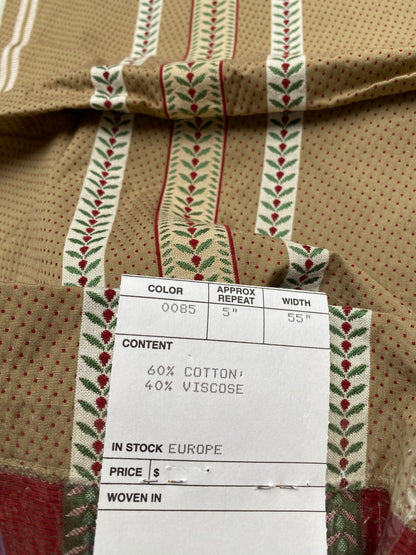 COLOR APPROX REPEAT WIDTH
0085 5" 55"
CONTENT
60% COTTON;
40% VISCOSE
IN STOCK EUROPE
PRICE $
WOVEN IN